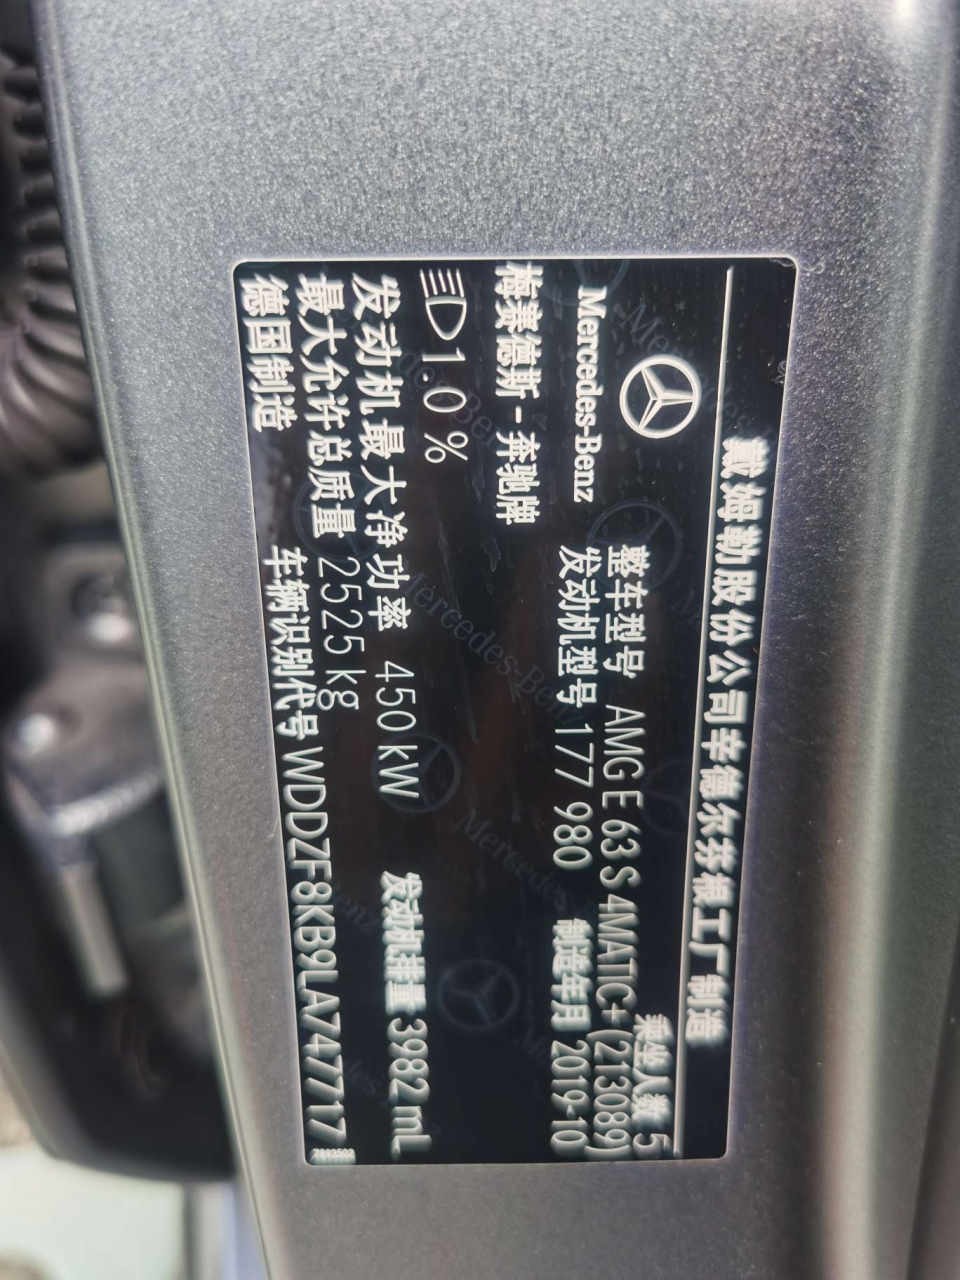 戴姆勒股份公司辛德尔芬根工厂制造
乘坐人数 5
Mercedes-Benz
整车型号 AMG E 63 S 4MATIC+ (213089)
发动机型号 177 980
制造年月 2019-10
梅赛德斯-奔驰牌
1.0 %
发动机最大净功率 450 kW
发动机排量 3982 mL
最大允许总质量 2525 kg
德国制造
车辆识别代号 WDDZF8KB9LA747717